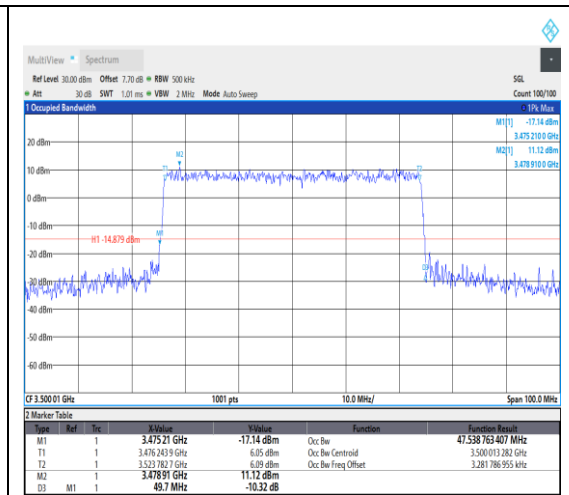 MultiView Spectrum
Ref Level 30.00 dBm Offset 7.70 dB RBW 500 kHz SGL
Att 30 dB SWT 1.01 ms VBW 2 MHz Mode Auto Sweep Count 100/100
1 Occupied Bandwidth 1Pk Max
M1[1] -17.14 dBm
3.475 210 0 GHz
M2[1] 11.12 dBm
3.478 910 0 GHz
20 dBm
M2
T1 T2
10 dBm
0 dBm
-10 dBm
M1
H1 -14.879 dBm
-20 dBm
D3
-30 dBm
-40 dBm
-50 dBm
-60 dBm
CF 3.500 01 GHz 1001 pts 10.0 MHz/ Span 100.0 MHz
2 Marker Table
Type Ref Trc X-Value Y-Value Function Function Result
M1 1 3.475 21 GHz -17.14 dBm Occ Bw 47.538 763 407 MHz
T1 1 3.476 243 9 GHz 6.05 dBm Occ Bw Centroid 3.500 013 282 GHz
T2 1 3.523 782 7 GHz 6.09 dBm Occ Bw Freq Offset 3.281 786 955 kHz
M2 1 3.478 91 GHz 11.12 dBm
D3 M1 1 49.7 MHz -10.32 dB